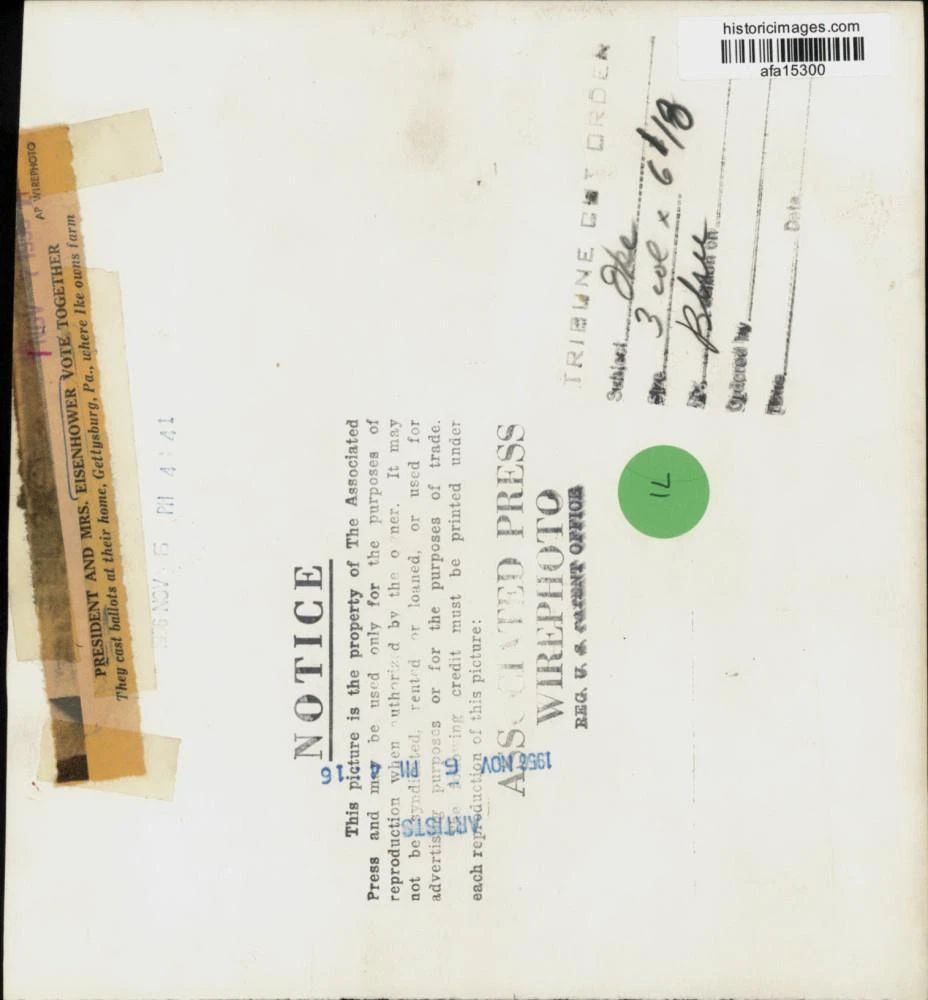 historicimages.com
afa15300
AP WIREPHOTO
NOV
PRESIDENT AND MRS. EISENHOWER VOTE TOGETHER
They cast ballots at their home, Gettysburg, Pa., where Ike owns farm
NOV 6 PM 4:41
NOTICE
This picture is the property of The Associated
Press and may be used only for the purposes of
reproduction when authorized by the owner. It may
not be syndicated, rented or loaned, or used for
advertising purposes or for the purposes of trade.
The following credit must be printed under
each reproduction of this picture:
ASSOCIATED PRESS
WIREPHOTO
REG. U. S. PATENT OFFICE
1956 NOV 6 PM 4:16
ARTISTS
TRIBUNE CUT ORDER
Subject Ike
Size 3 col x 6 1/8
Ordered by
Time Date